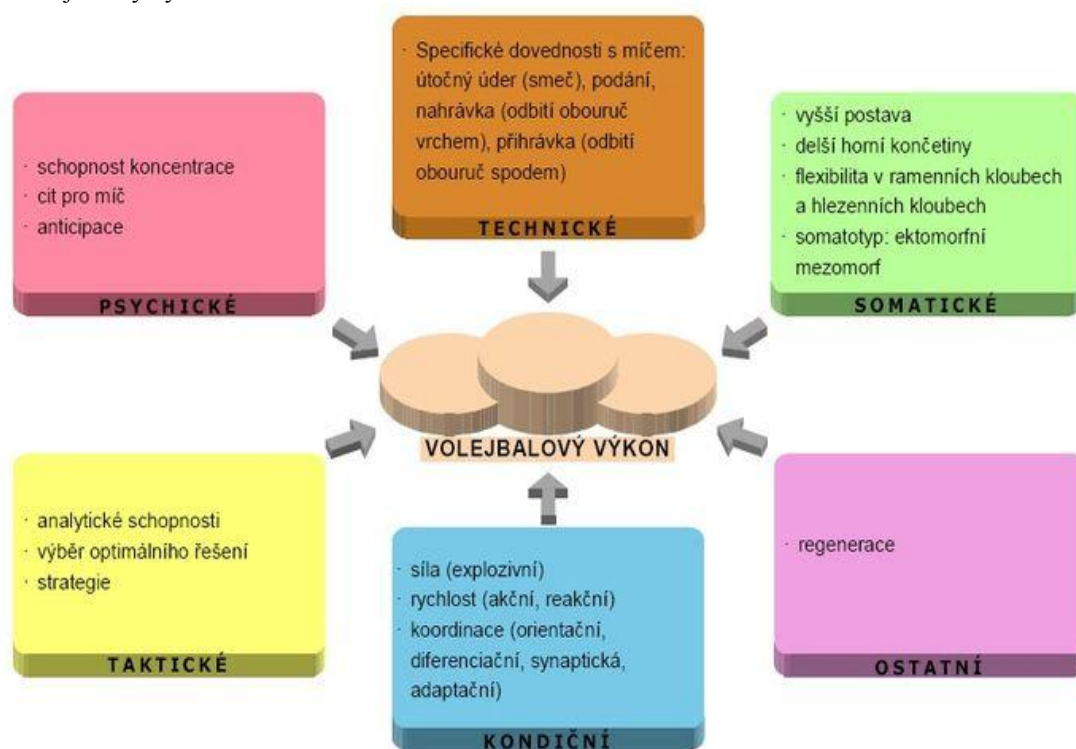 · Specifické dovednosti s míčem:
útočný úder (smeč), podání,
nahrávka (odbití obouruč
vrchem), přihrávka (odbití
obouruč spodem)
TECHNICKÉ
· schopnost koncentrace
· cit pro míč
· anticipace
PSYCHICKÉ
· vyšší postava
· delší horní končetiny
· flexibilita v ramenních kloubech
a hlezenních kloubech
· somatotyp: ektomorfní
mezomorf
SOMATICKÉ
VOLEJBALOVÝ VÝKON
· analytické schopnosti
· výběr optimálního řešení
· strategie
TAKTICKÉ
· síla (explozivní)
· rychlost (akční, reakční)
· koordinace (orientační,
diferenciační, synaptická,
adaptační)
KONDIČNÍ
· regenerace
OSTATNÍ